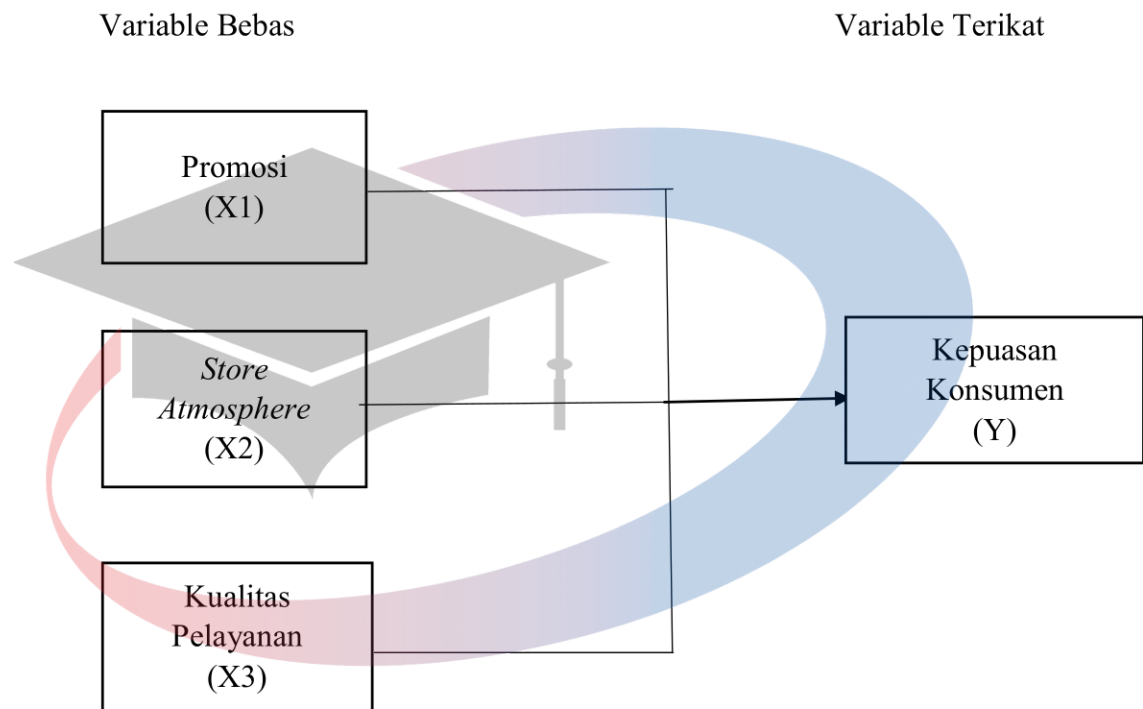 Variable Bebas
Variable Terikat
Promosi
(X1)
Store
Atmosphere
(X2)
Kepuasan
Konsumen
(Y)
Kualitas
Pelayanan
(X3)